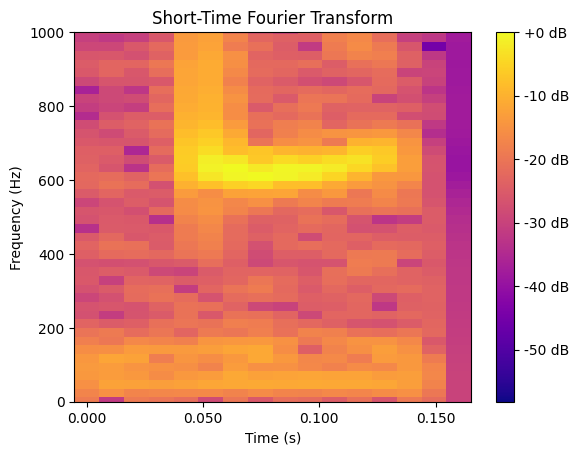 Short-Time Fourier Transform
1000
800
600
400
200
0
Frequency (Hz)
0.000
0.050
0.100
0.150
Time (s)
+0 dB
-10 dB
-20 dB
-30 dB
-40 dB
-50 dB